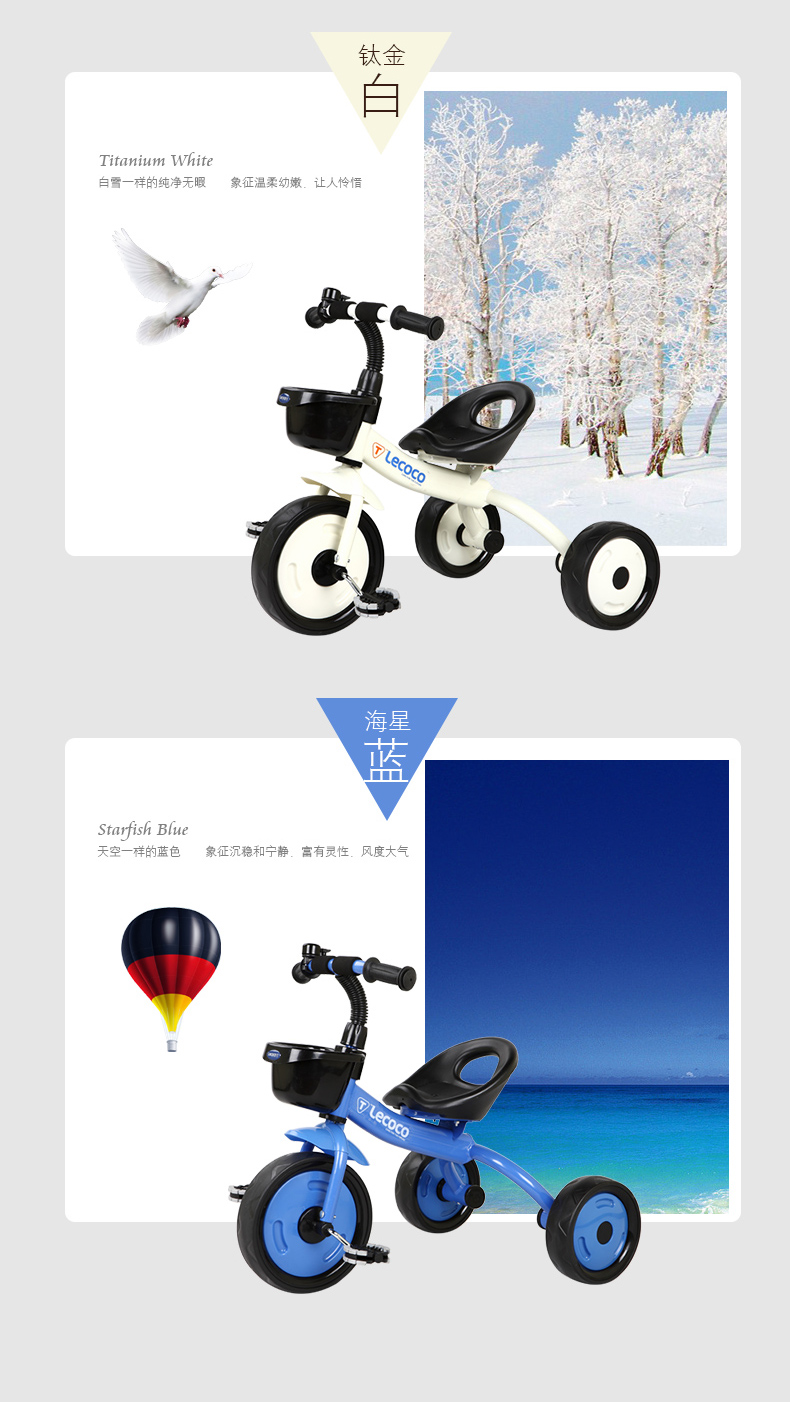 钛金
白
Titanium White
白雪一样的纯净无暇 象征温柔幼嫩、让人怜惜
Lecoco
海星
蓝
Starfish Blue
天空一样的蓝色 象征沉稳和宁静、富有灵性、风度大气
Lecoco